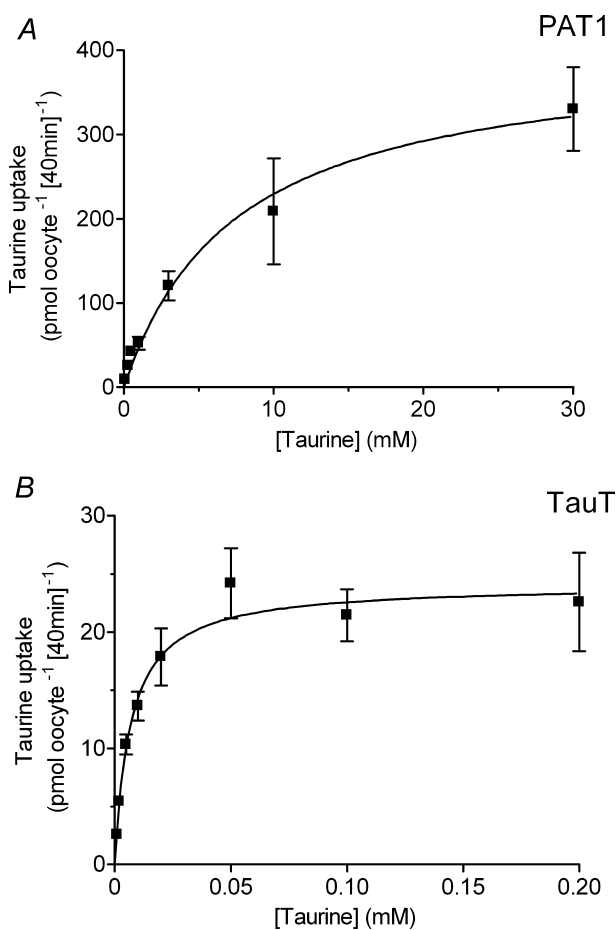 A
PAT1
Taurine uptake
(pmol oocyte⁻¹ [40min]⁻¹)
400
300
200
100
0
0 10 20 30
[Taurine] (mM)
B
TauT
Taurine uptake
(pmol oocyte⁻¹ [40min]⁻¹)
30
20
10
0
0 0.05 0.10 0.15 0.20
[Taurine] (mM)